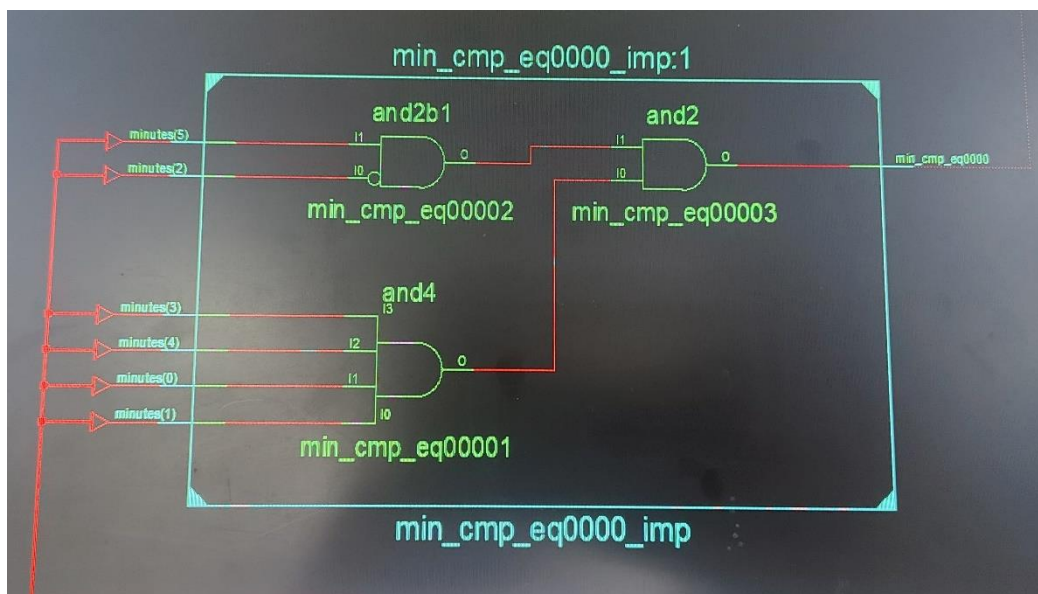 min_cmp_eq0000_imp:1
and2b1
and2
minutes(5)
I1
O
I1
O
minutes(2)
I0
I0
min_cmp_eq0000
min_cmp_eq00002
min_cmp_eq00003
and4
minutes(3)
I3
minutes(4)
I2
O
minutes(0)
I1
minutes(1)
I0
min_cmp_eq00001
min_cmp_eq0000_imp